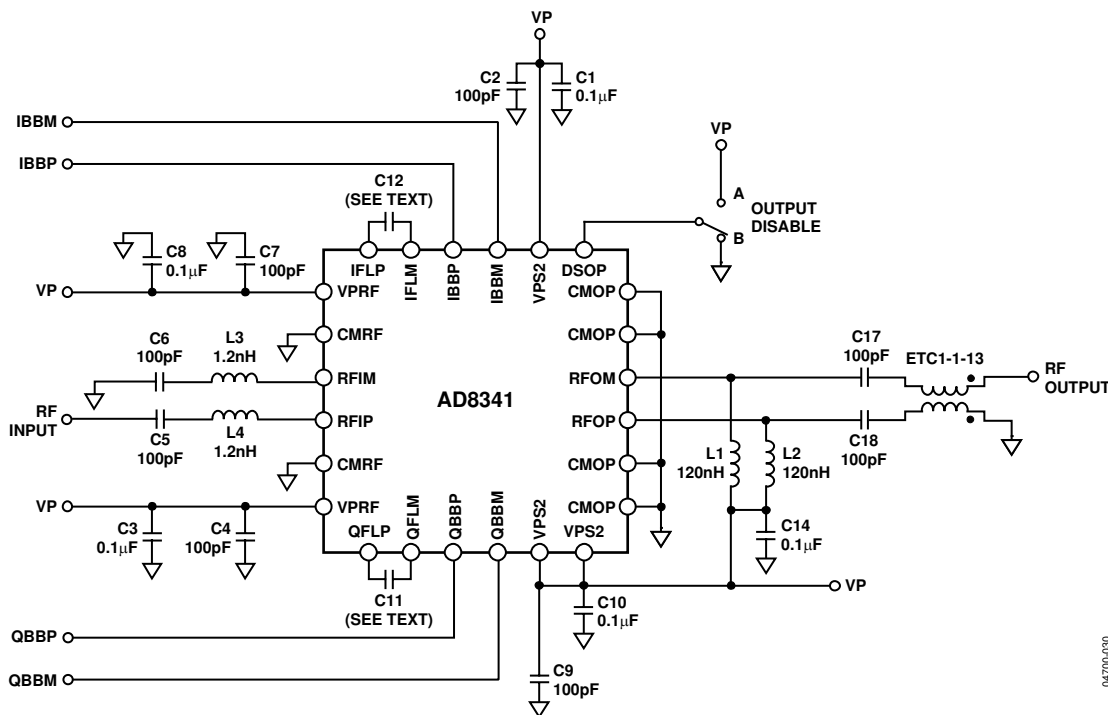 VP
C2
100pF
C1
0.1μF
IBBM
IBBP
VP
A
OUTPUT
DISABLE
B
C12
(SEE TEXT)
C8
0.1μF
C7
100pF
IFLP
IFLM
IBBP
IBBM
VPS2
DSOP
VP
VPRF
CMOP
C6
100pF
L3
1.2nH
CMRF
CMOP
C17
100pF
ETC1-1-13
RFIM
RFOM
RF
OUTPUT
AD8341
RF
INPUT
RFIP
RFOP
C5
100pF
L4
1.2nH
C18
100pF
CMRF
CMOP
L1
120nH
L2
120nH
VP
VPRF
CMOP
C3
0.1μF
C4
100pF
QFLP
QFLM
QBBP
QBBM
VPS2
VPS2
C14
0.1μF
VP
C11
(SEE TEXT)
C10
0.1μF
QBBP
QBBM
C9
100pF
04700-030